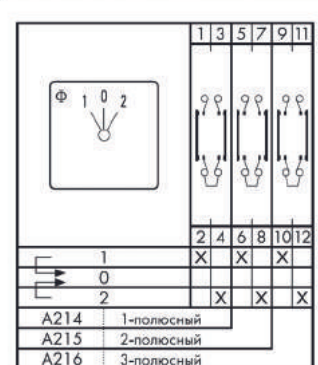 1 3 5 7 9 11
Ф 1 0 2
2 4 6 8 10 12
1 X X X
0
2 X X X
A214 1-полюсный
A215 2-полюсный
A216 3-полюсный